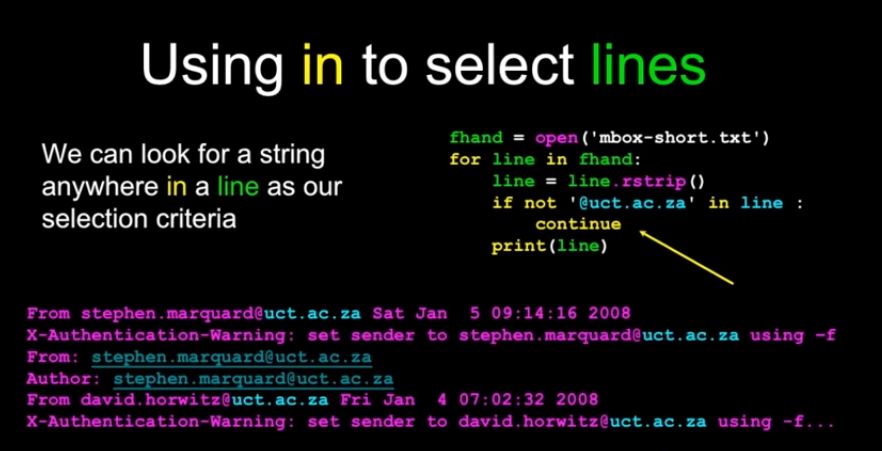 Using in to select lines
We can look for a string
anywhere in a line as our
selection criteria
fhand = open('mbox-short.txt')
for line in fhand:
    line = line.rstrip()
    if not '@uct.ac.za' in line :
        continue
    print(line)
From stephen.marquard@uct.ac.za Sat Jan  5 09:14:16 2008
X-Authentication-Warning: set sender to stephen.marquard@uct.ac.za using –f
From: stephen.marquard@uct.ac.za
Author: stephen.marquard@uct.ac.za
From david.horwitz@uct.ac.za Fri Jan  4 07:02:32 2008
X-Authentication-Warning: set sender to david.horwitz@uct.ac.za using -f...